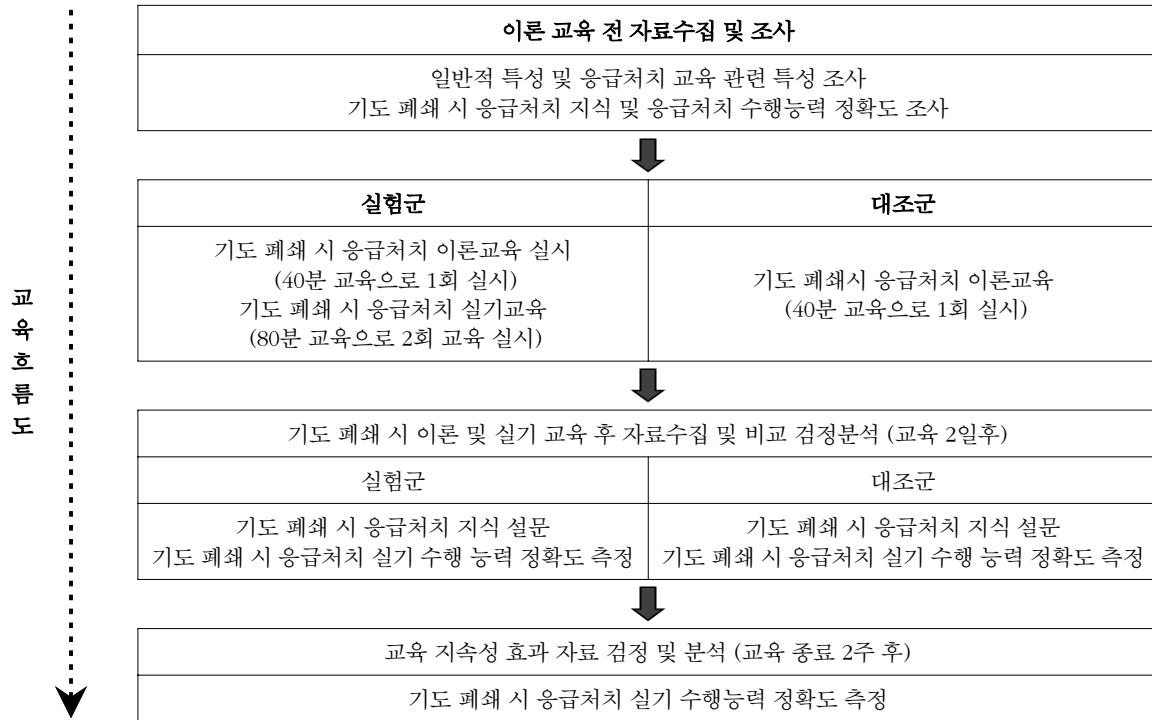 이론 교육 전 자료수집 및 조사
일반적 특성 및 응급처치 교육 관련 특성 조사
기도 폐쇄 시 응급처치 지식 및 응급처치 수행능력 정확도 조사
실험군
대조군
기도 폐쇄 시 응급처치 이론교육 실시
(40분 교육으로 1회 실시)
기도 폐쇄 시 응급처치 실기교육
(80분 교육으로 2회 교육 실시)
기도 폐쇄시 응급처치 이론교육
(40분 교육으로 1회 실시)
교육흐름도
기도 폐쇄 시 이론 및 실기 교육 후 자료수집 및 비교 검정분석 (교육 2일후)
실험군
대조군
기도 폐쇄 시 응급처치 지식 설문
기도 폐쇄 시 응급처치 실기 수행 능력 정확도 측정
기도 폐쇄 시 응급처치 지식 설문
기도 폐쇄 시 응급처치 실기 수행 능력 정확도 측정
교육 지속성 효과 자료 검정 및 분석 (교육 종료 2주 후)
기도 폐쇄 시 응급처치 실기 수행능력 정확도 측정